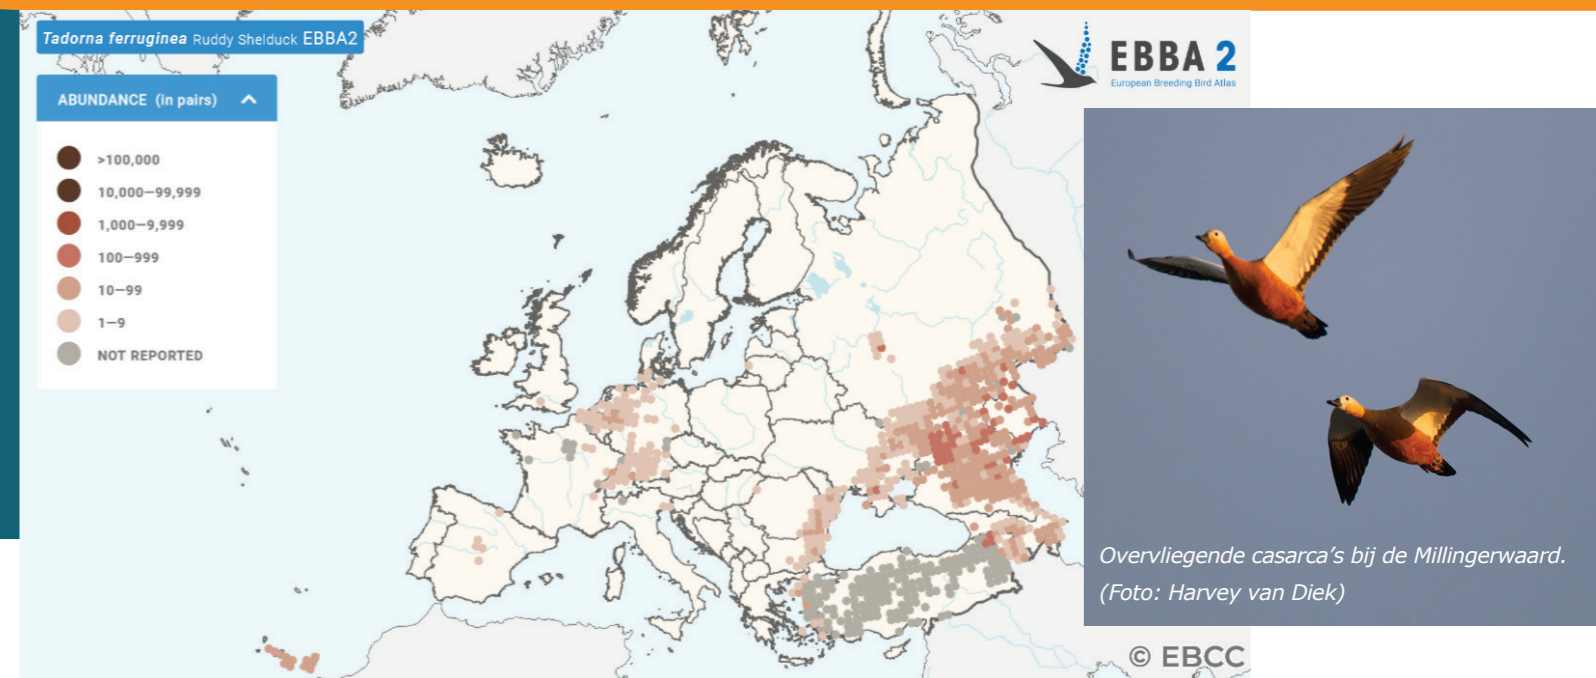 Tadorna ferruginea Ruddy Shelduck EBBA2
EBBA 2
European Breeding Bird Atlas
ABUNDANCE (in pairs)
>100,000
10,000–99,999
1,000–9,999
100–999
10–99
1–9
NOT REPORTED
Overvliegende casarca’s bij de Millingerwaard.
(Foto: Harvey van Diek)
© EBCC